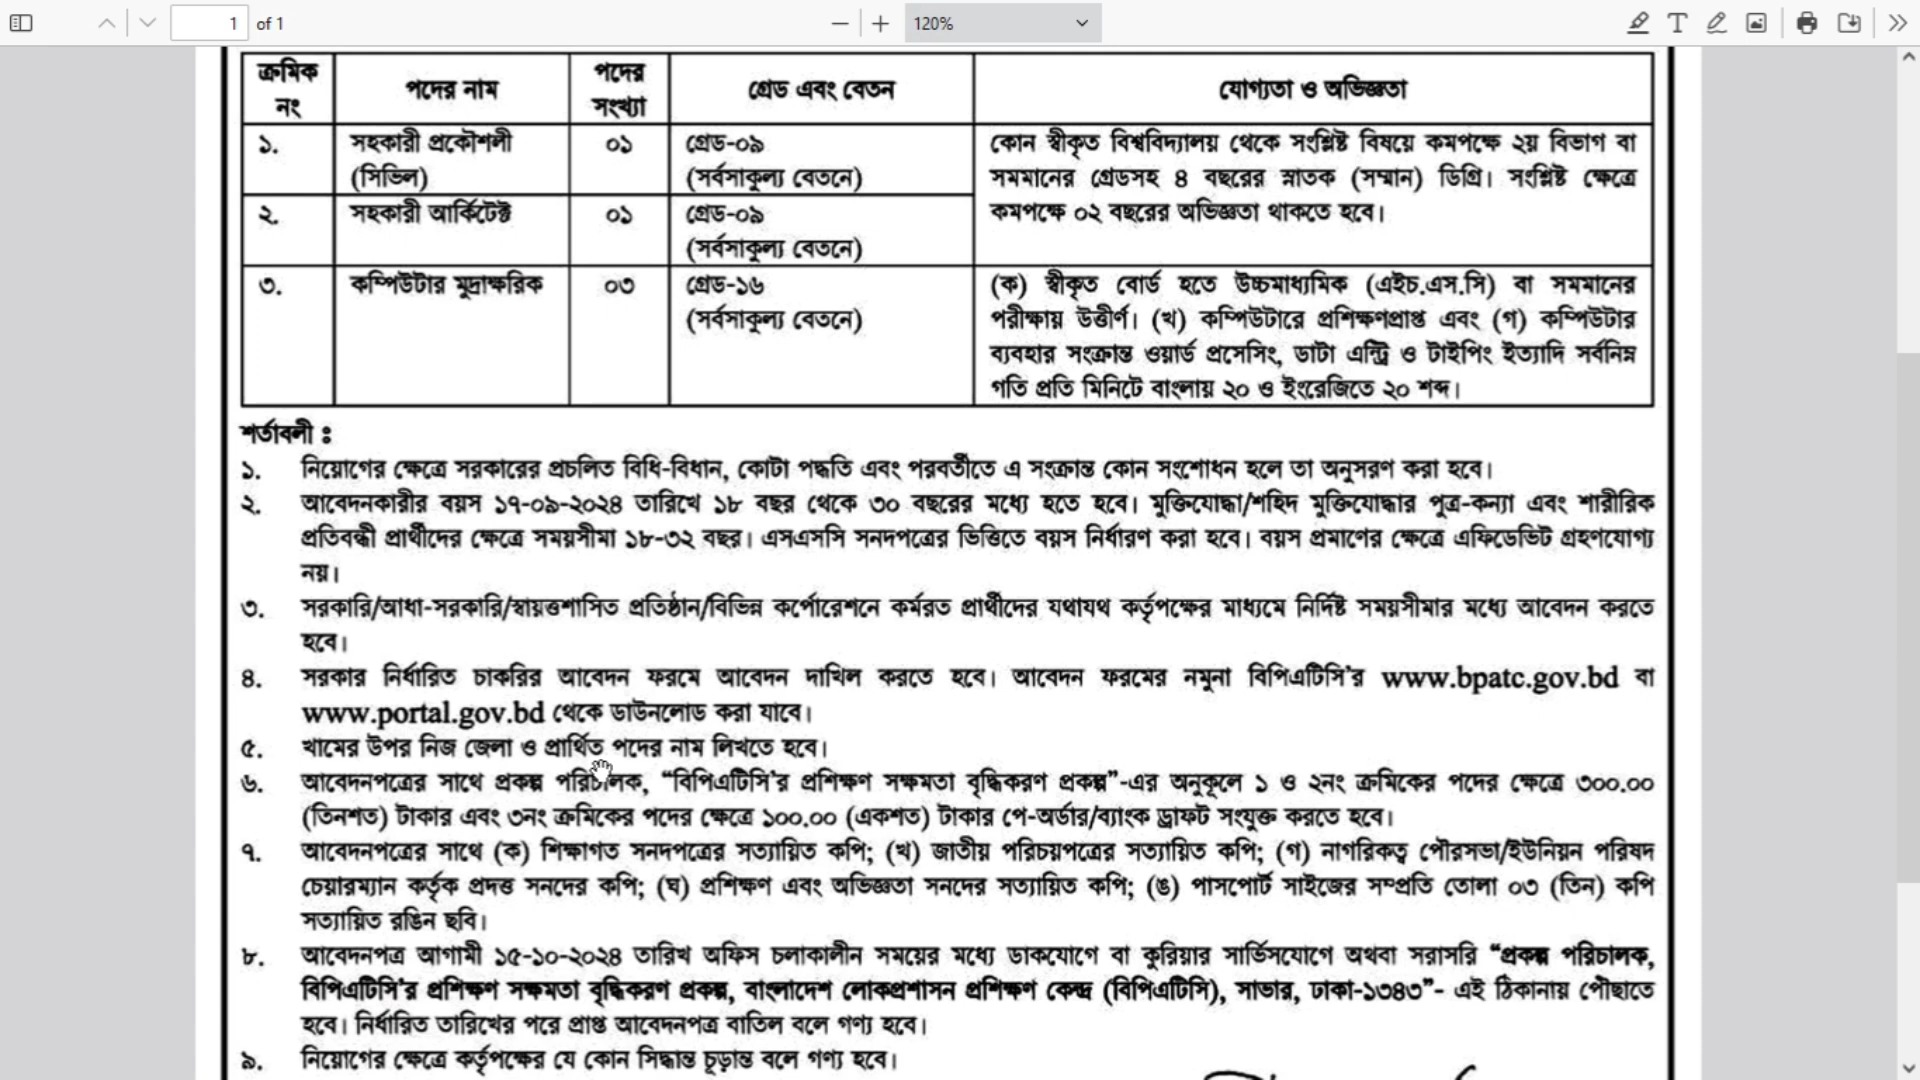 1 of 1 120%
ক্রমিক নং পদের নাম পদের সংখ্যা গ্রেড এবং বেতন যোগ্যতা ও অভিজ্ঞতা
১. সহকারী প্রকৌশলী (সিভিল) ০১ গ্রেড-০৯ (সর্বসাকুল্য বেতনে)
২. সহকারী আর্কিটেক্ট ০১ গ্রেড-০৯ (সর্বসাকুল্য বেতনে)
কোন স্বীকৃত বিশ্ববিদ্যালয় থেকে সংশ্লিষ্ট বিষয়ে কমপক্ষে ২য় বিভাগ বা
সমমানের গ্রেডসহ ৪ বছরের স্নাতক (সম্মান) ডিগ্রি। সংশ্লিষ্ট ক্ষেত্রে
কমপক্ষে ০২ বছরের অভিজ্ঞতা থাকতে হবে।
৩. কম্পিউটার মুদ্রাক্ষরিক ০৩ গ্রেড-১৬ (সর্বসাকুল্য বেতনে)
(ক) স্বীকৃত বোর্ড হতে উচ্চমাধ্যমিক (এইচ.এস.সি) বা সমমানের
পরীক্ষায় উত্তীর্ণ। (খ) কম্পিউটারে প্রশিক্ষণপ্রাপ্ত এবং (গ) কম্পিউটার
ব্যবহার সংক্রান্ত ওয়ার্ড প্রসেসিং, ডাটা এন্ট্রি ও টাইপিং ইত্যাদি সর্বনিম্ন
গতি প্রতি মিনিটে বাংলায় ২০ ও ইংরেজিতে ২০ শব্দ।
শর্তাবলী ঃ
১. নিয়োগের ক্ষেত্রে সরকারের প্রচলিত বিধি-বিধান, কোটা পদ্ধতি এবং পরবর্তীতে এ সংক্রান্ত কোন সংশোধন হলে তা অনুসরণ করা হবে।
২. আবেদনকারীর বয়স ১৭-০৯-২০২৪ তারিখে ১৮ বছর থেকে ৩০ বছরের মধ্যে হতে হবে। মুক্তিযোদ্ধা/শহিদ মুক্তিযোদ্ধার পুত্র-কন্যা এবং শারীরিক
প্রতিবন্ধী প্রার্থীদের ক্ষেত্রে সময়সীমা ১৮-৩২ বছর। এসএসসি সনদপত্রের ভিত্তিতে বয়স নির্ধারণ করা হবে। বয়স প্রমাণের ক্ষেত্রে এফিডেভিট গ্রহণযোগ্য
নয়।
৩. সরকারি/আধা-সরকারি/স্বায়ত্তশাসিত প্রতিষ্ঠান/বিভিন্ন কর্পোরেশনে কর্মরত প্রার্থীদের যথাযথ কর্তৃপক্ষের মাধ্যমে নির্দিষ্ট সময়সীমার মধ্যে আবেদন করতে
হবে।
৪. সরকার নির্ধারিত চাকরির আবেদন ফরমে আবেদন দাখিল করতে হবে। আবেদন ফরমের নমুনা বিপিএটিসি'র www.bpatc.gov.bd বা
www.portal.gov.bd থেকে ডাউনলোড করা যাবে।
৫. খামের উপর নিজ জেলা ও প্রার্থিত পদের নাম লিখতে হবে।
৬. আবেদনপত্রের সাথে প্রকল্প পরিচালক, “বিপিএটিসি'র প্রশিক্ষণ সক্ষমতা বৃদ্ধিকরণ প্রকল্প”-এর অনুকূলে ১ ও ২নং ক্রমিকের পদের ক্ষেত্রে ৩০০.০০
(তিনশত) টাকার এবং ৩নং ক্রমিকের পদের ক্ষেত্রে ১০০.০০ (একশত) টাকার পে-অর্ডার/ব্যাংক ড্রাফট সংযুক্ত করতে হবে।
৭. আবেদনপত্রের সাথে (ক) শিক্ষাগত সনদপত্রের সত্যায়িত কপি; (খ) জাতীয় পরিচয়পত্রের সত্যায়িত কপি; (গ) নাগরিকত্ব পৌরসভা/ইউনিয়ন পরিষদ
চেয়ারম্যান কর্তৃক প্রদত্ত সনদের কপি; (ঘ) প্রশিক্ষণ এবং অভিজ্ঞতা সনদের সত্যায়িত কপি; (ঙ) পাসপোর্ট সাইজের সম্প্রতি তোলা ০৩ (তিন) কপি
সত্যায়িত রঙিন ছবি।
৮. আবেদনপত্র আগামী ১৫-১০-২০২৪ তারিখ অফিস চলাকালীন সময়ের মধ্যে ডাকযোগে বা কুরিয়ার সার্ভিসযোগে অথবা সরাসরি “প্রকল্প পরিচালক,
বিপিএটিসি'র প্রশিক্ষণ সক্ষমতা বৃদ্ধিকরণ প্রকল্প, বাংলাদেশ লোকপ্রশাসন প্রশিক্ষণ কেন্দ্র (বিপিএটিসি), সাভার, ঢাকা-১৩৪৩”- এই ঠিকানায় পৌঁছাতে
হবে। নির্ধারিত তারিখের পরে প্রাপ্ত আবেদনপত্র বাতিল বলে গণ্য হবে।
৯. নিয়োগের ক্ষেত্রে কর্তৃপক্ষের যে কোন সিদ্ধান্ত চূড়ান্ত বলে গণ্য হবে।